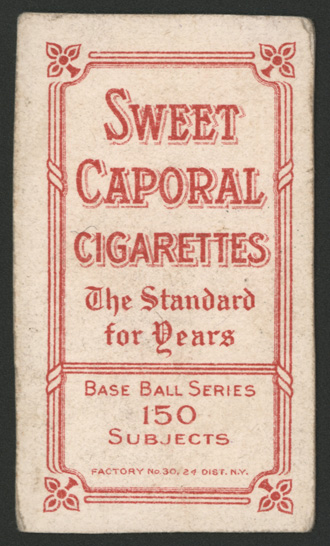 SWEET
CAPORAL
CIGARETTES
The Standard
for Years
BASE BALL SERIES
150
SUBJECTS
FACTORY No. 30, 2d DIST. N.Y.